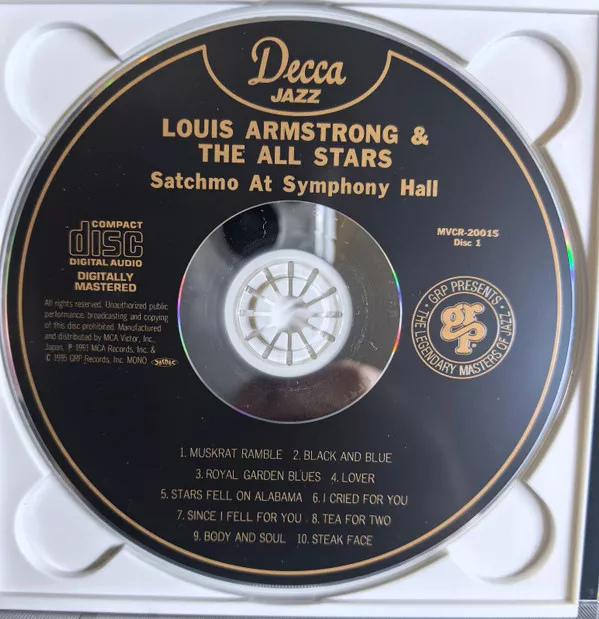 Decca
JAZZ
LOUIS ARMSTRONG &
THE ALL STARS
Satchmo At Symphony Hall
COMPACT
disc
DIGITAL AUDIO
DIGITALLY
MASTERED
MVCR-20015
Disc 1
All rights reserved. Unauthorized public
performance, broadcasting and copying
of this disc prohibited. Manufactured
and distributed by MCA Victor, Inc.,
Japan. ℗ 1951 MCA Records, Inc. &
© 1995 GRP Records, Inc. MONO
GRP PRESENTS
THE LEGENDARY MASTERS OF JAZZ
grp
1. MUSKRAT RAMBLE 2. BLACK AND BLUE
3. ROYAL GARDEN BLUES 4. LOVER
5. STARS FELL ON ALABAMA 6. I CRIED FOR YOU
7. SINCE I FELL FOR YOU 8. TEA FOR TWO
9. BODY AND SOUL 10. STEAK FACE